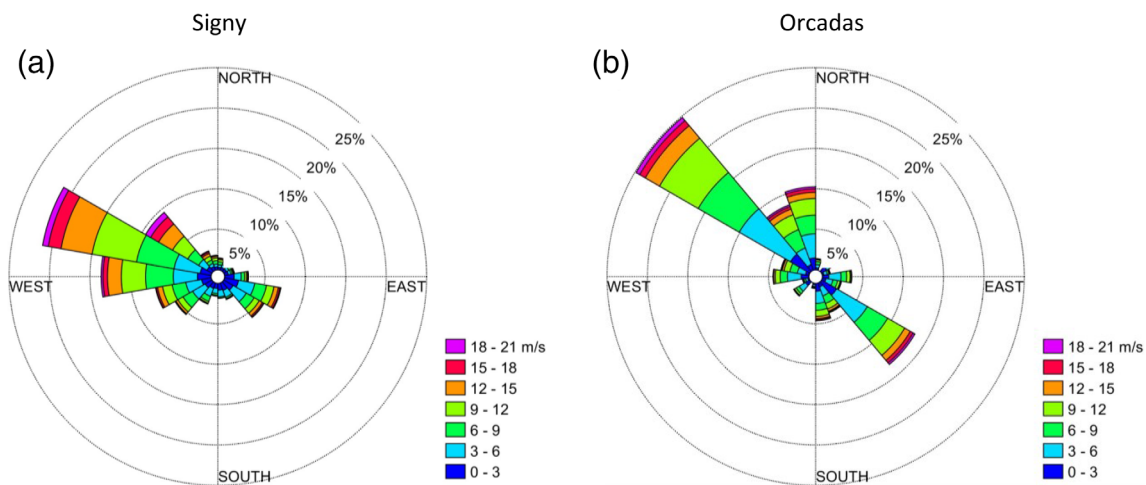 Signy
Orcadas
(a)
(b)
NORTH
25%
20%
15%
10%
5%
WEST
EAST
SOUTH
18 - 21 m/s
15 - 18
12 - 15
9 - 12
6 - 9
3 - 6
0 - 3
NORTH
25%
20%
15%
10%
5%
WEST
EAST
SOUTH
18 - 21 m/s
15 - 18
12 - 15
9 - 12
6 - 9
3 - 6
0 - 3